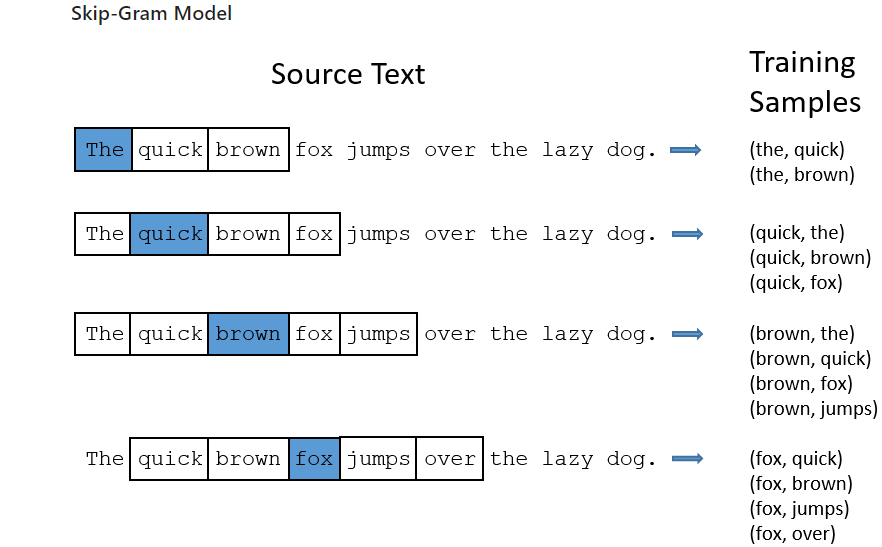 Skip-Gram Model
Source Text
Training
Samples
The quick brown fox jumps over the lazy dog.
(the, quick)
(the, brown)
The quick brown fox jumps over the lazy dog.
(quick, the)
(quick, brown)
(quick, fox)
The quick brown fox jumps over the lazy dog.
(brown, the)
(brown, quick)
(brown, fox)
(brown, jumps)
The quick brown fox jumps over the lazy dog.
(fox, quick)
(fox, brown)
(fox, jumps)
(fox, over)